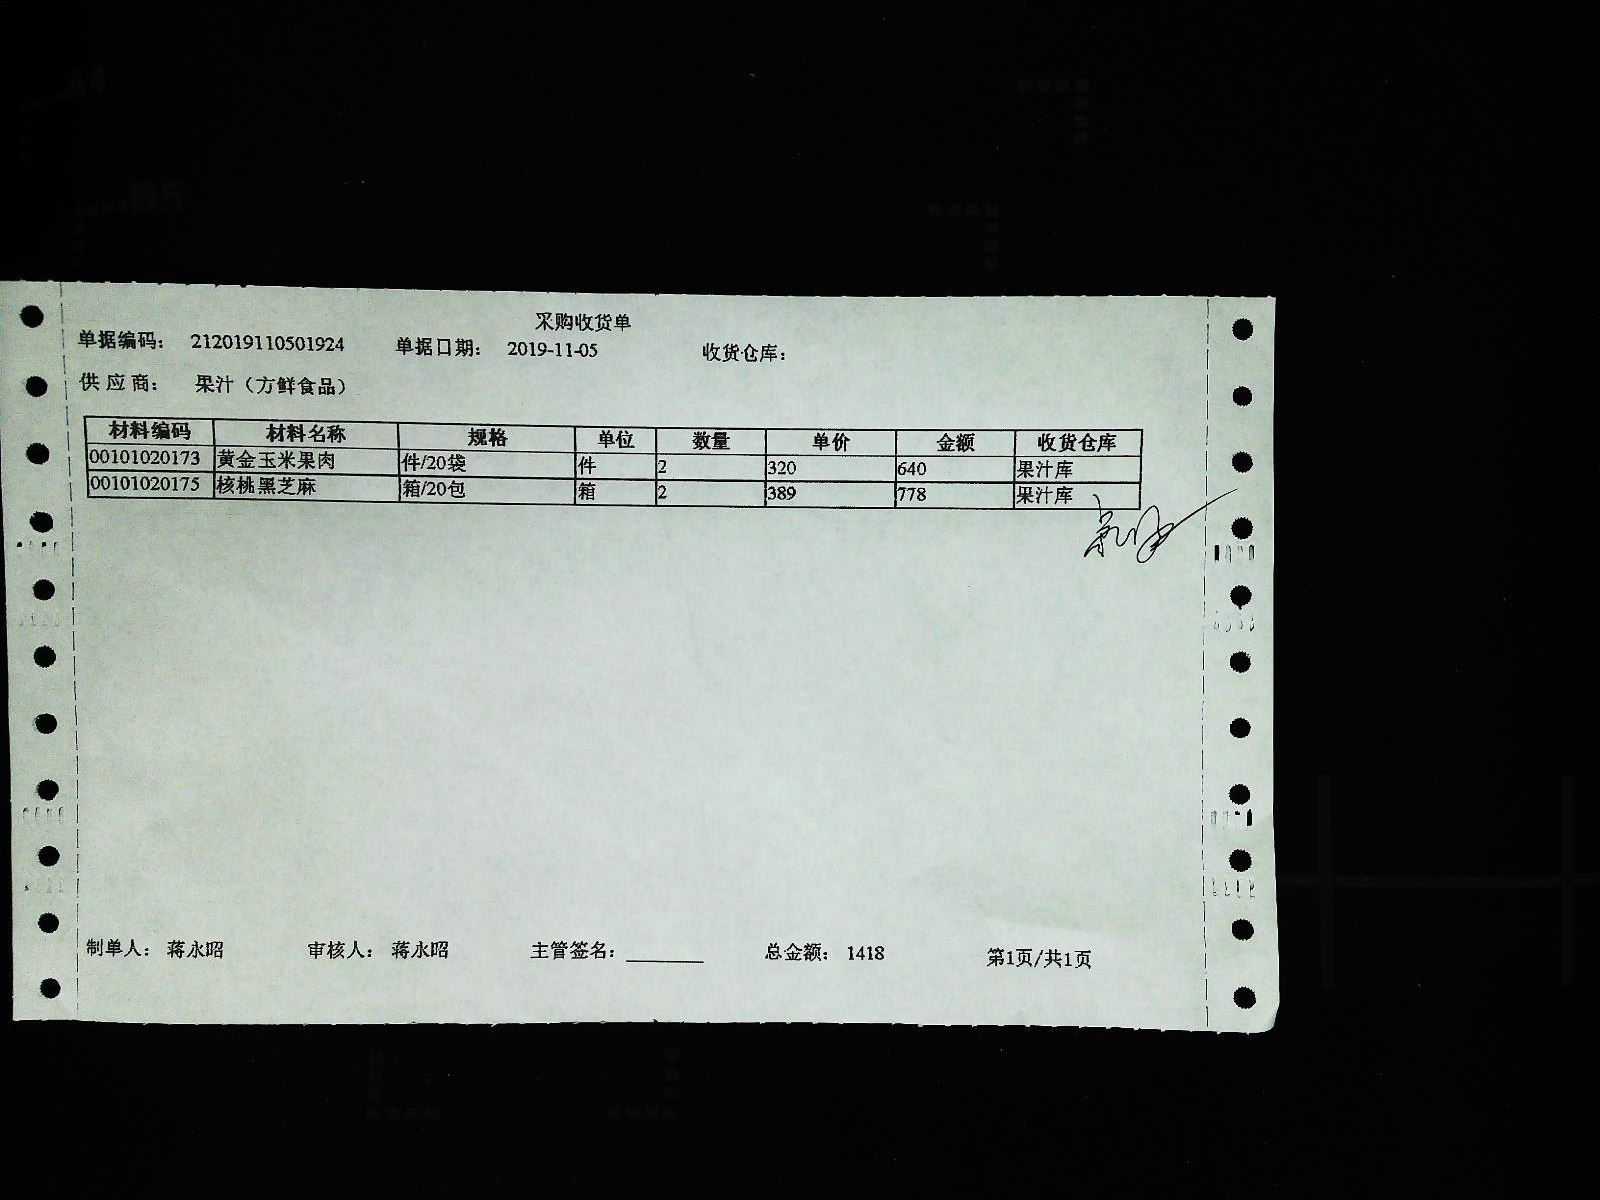 采购收货单
单据编码： 212019110501924 单据日期： 2019-11-05 收货仓库：
供 应 商： 果汁（方鲜食品）
材料编码 材料名称 规格 单位 数量 单价 金额 收货仓库
00101020173 黄金玉米果肉 件/20袋 件 2 320 640 果汁库
00101020175 核桃黑芝麻 箱/20包 箱 2 389 778 果汁库
制单人： 蒋永昭 审核人： 蒋永昭 主管签名： 总金额： 1418 第1页/共1页